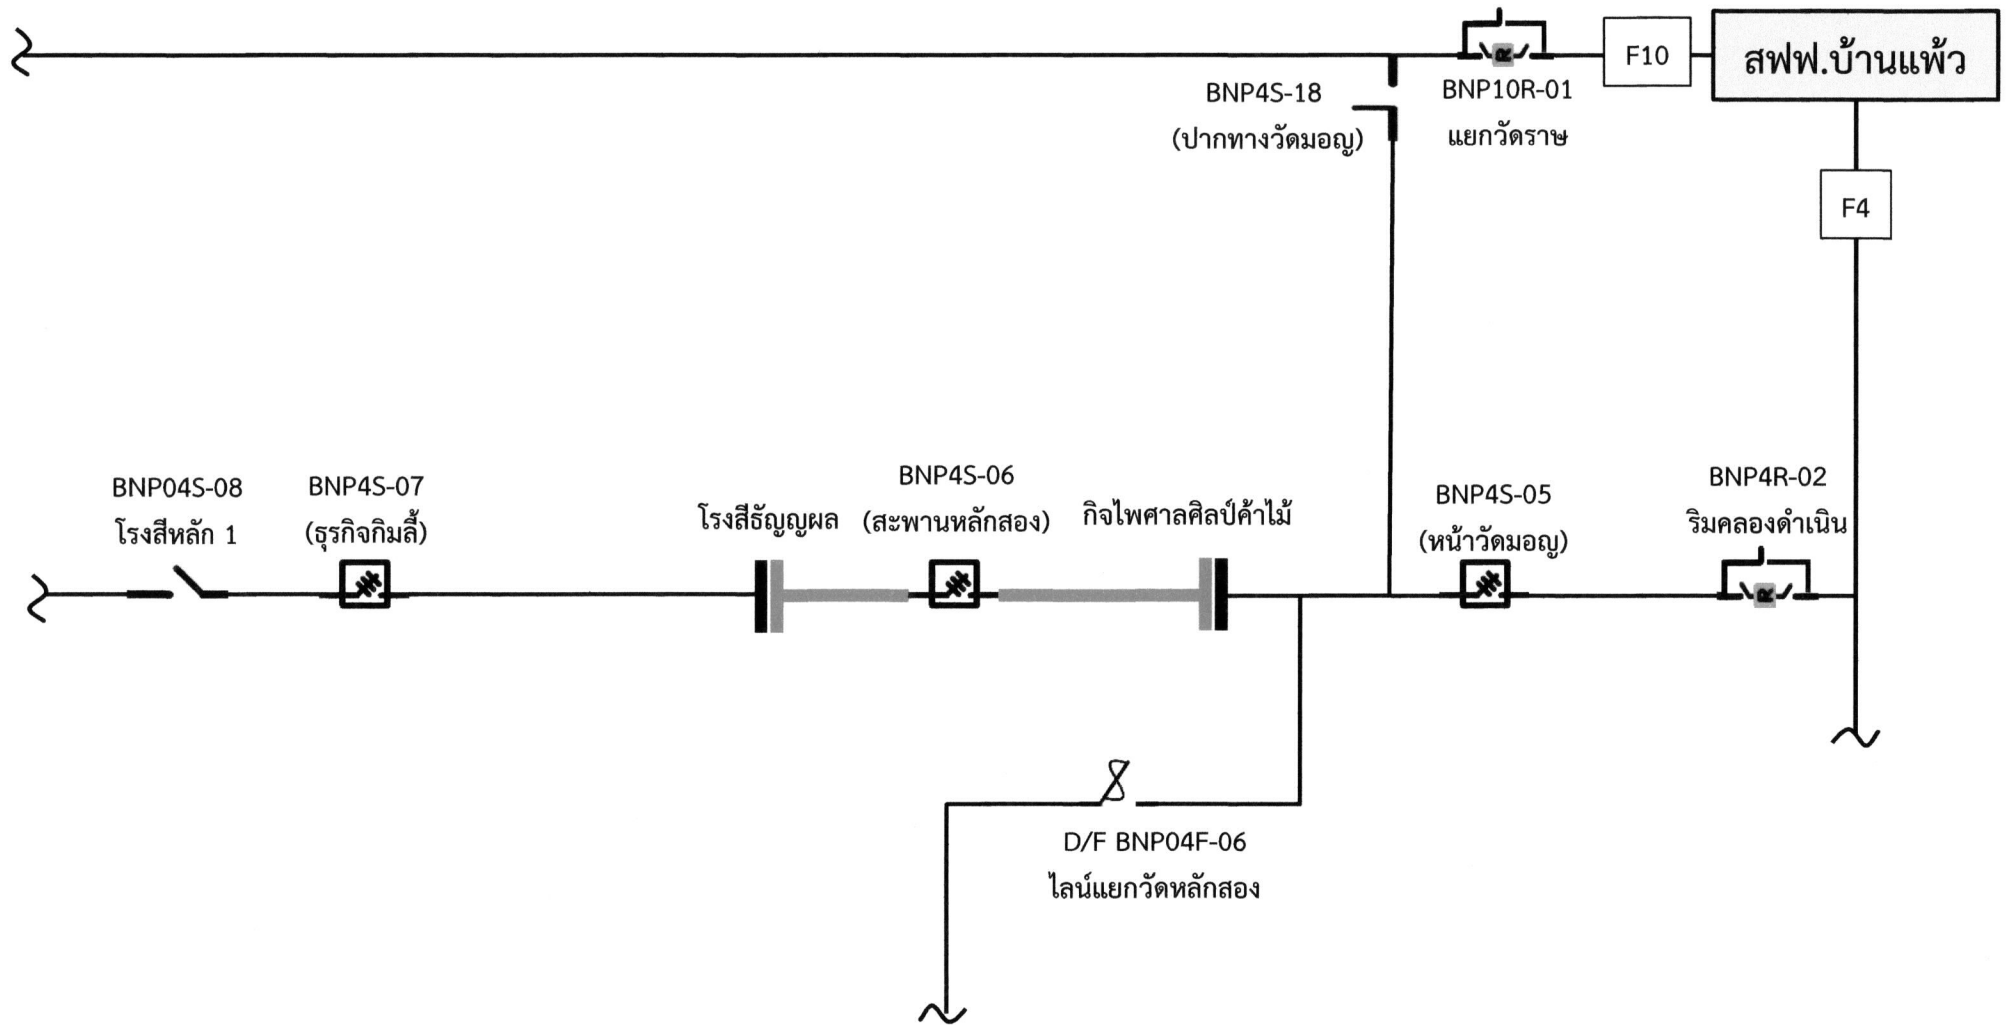 F10
สฟฟ.บ้านแพ้ว
BNP4S-18
(ปากทางวัดมอญ)
BNP10R-01
แยกวัดราษ
R
F4
BNP04S-08
โรงสีหลัก 1
BNP4S-07
(ธุรกิจกิมลี้)
โรงสีธัญญผล
BNP4S-06
(สะพานหลักสอง)
กิจไพศาลศิลป์ค้าไม้
BNP4S-05
(หน้าวัดมอญ)
BNP4R-02
ริมคลองดำเนิน
R
D/F BNP04F-06
ไลน์แยกวัดหลักสอง